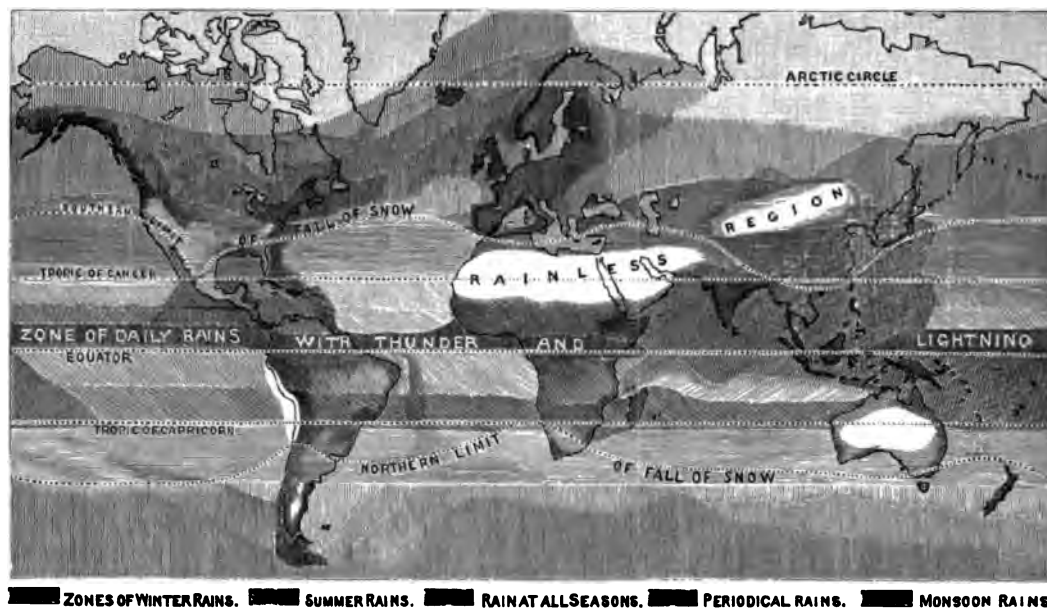 ARCTIC CIRCLE
REGION
SOUTHERN LIMIT OF FALL OF SNOW
TROPIC OF CANCER
RAINLESS
ZONE OF DAILY RAINS WITH THUNDER AND LIGHTNING
EQUATOR
TROPIC OF CAPRICORN
NORTHERN LIMIT OF FALL OF SNOW
ZONES OF WINTER RAINS. SUMMER RAINS. RAIN AT ALL SEASONS. PERIODICAL RAINS. MONSOON RAINS